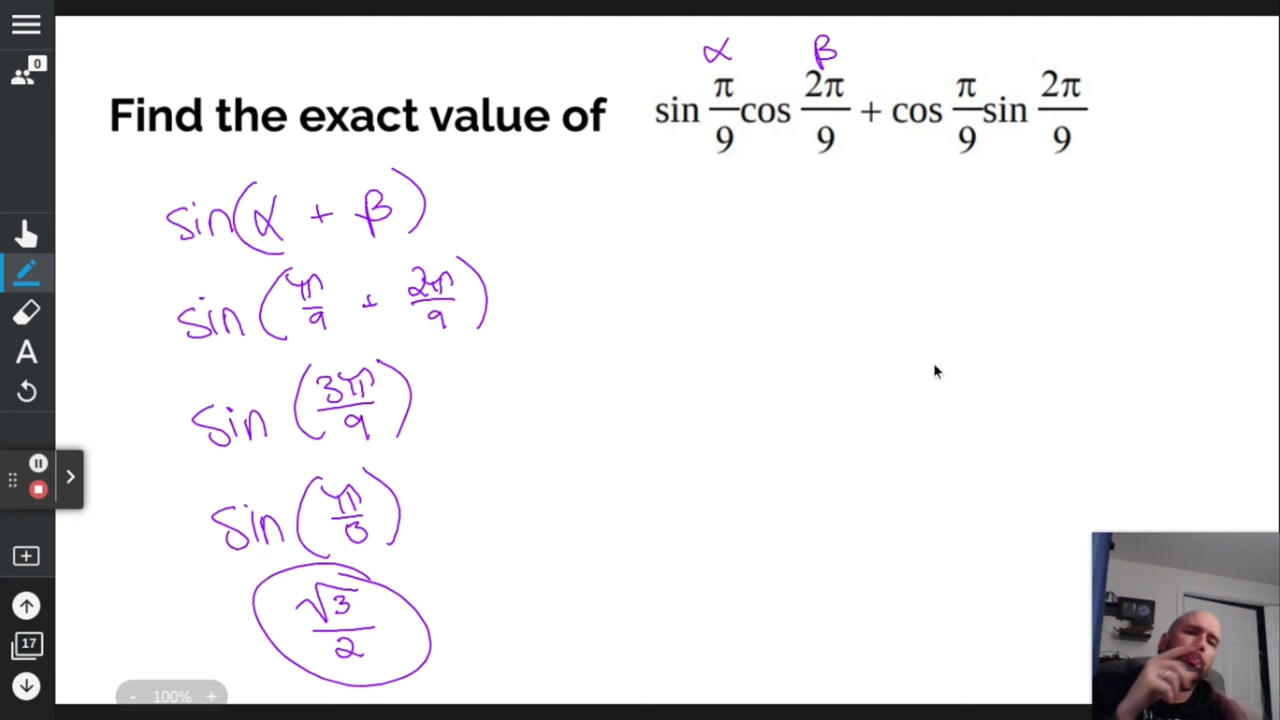 0
α β
Find the exact value of sin π/9 cos 2π/9 + cos π/9 sin 2π/9
sin(α + β)
sin(π/9 + 2π/9)
sin(3π/9)
sin(π/3)
√3/2
A
17
- 100% +